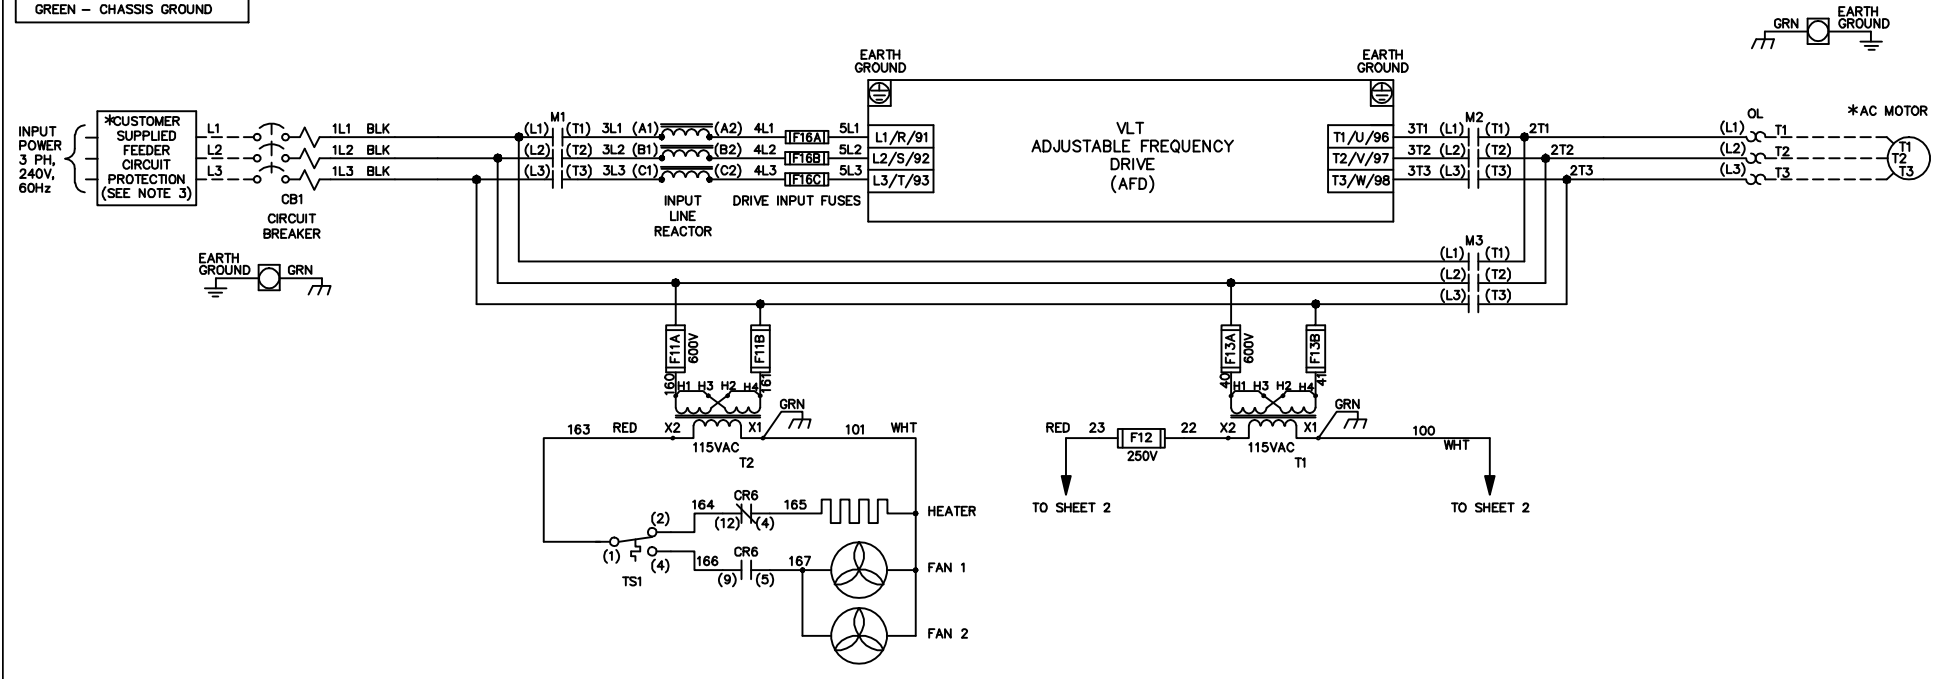 GREEN – CHASSIS GROUND
GRN
EARTH
GROUND
EARTH
GROUND
EARTH
GROUND
INPUT
POWER
3 PH,
240V,
60Hz
*CUSTOMER
SUPPLIED
FEEDER
CIRCUIT
PROTECTION
(SEE NOTE 3)
L1
L2
L3
CB1
CIRCUIT
BREAKER
1L1 BLK
1L2 BLK
1L3 BLK
M1
(L1) (T1) 3L1 (A1) (A2) 4L1 F16A 5L1
(L2) (T2) 3L2 (B1) (B2) 4L2 F16B 5L2
(L3) (T3) 3L3 (C1) (C2) 4L3 F16C 5L3
INPUT
LINE
REACTOR
DRIVE INPUT FUSES
L1/R/91
L2/S/92
L3/T/93
VLT
ADJUSTABLE FREQUENCY
DRIVE
(AFD)
T1/U/96
T2/V/97
T3/W/98
M2
3T1 (L1) (T1) 2T1
3T2 (L2) (T2) 2T2
3T3 (L3) (T3) 2T3
OL
(L1) T1
(L2) T2
(L3) T3
*AC MOTOR
T1
T2
T3
M3
(L1) (T1)
(L2) (T2)
(L3) (T3)
EARTH
GROUND
GRN
F11A
600V
F11B
160
161
H1 H3 H2 H4
GRN
163 RED X2 X1 101 WHT
115VAC
T2
F13A
600V
F13B
40
41
H1 H3 H2 H4
GRN
RED 23 F12 22 X2 X1 100
WHT
250V
115VAC
T1
TO SHEET 2
TO SHEET 2
CR6
164 165
(12) (4)
HEATER
(2)
(1)
(4)
TS1
CR6
166 167
(9) (5)
FAN 1
FAN 2